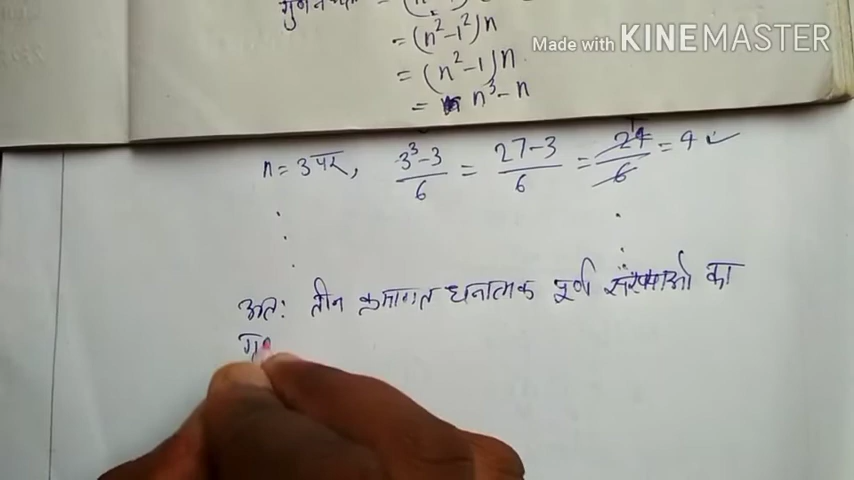 गुणनफल = (n
= (n²-1²)n
Made with KINEMASTER
= (n²-1)n
= n³-n
n=3 पर, 3³-3/6 = 27-3/6 = 24/6 = 4 ✓
अतः तीन क्रमागत धनात्मक पूर्ण संख्याओ का
गु